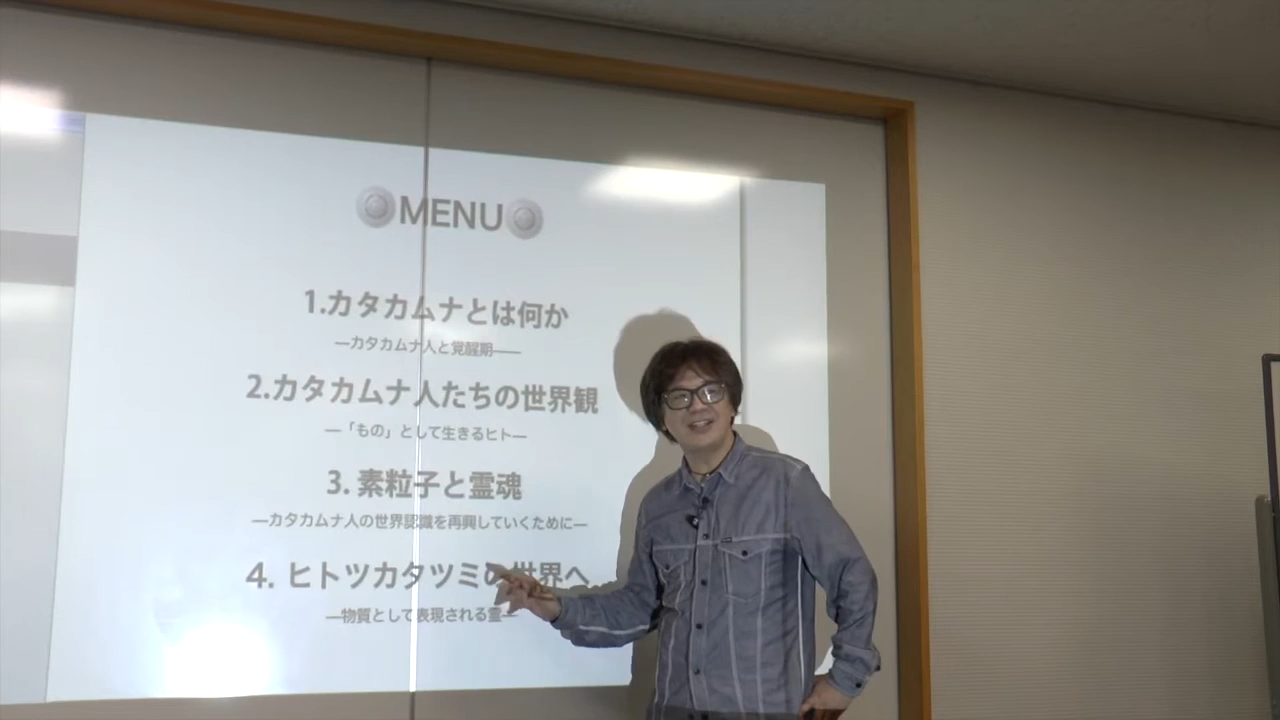 MENU
1.カタカムナとは何か
―カタカムナ人と覚醒期――
2.カタカムナ人たちの世界観
―「もの」として生きるヒト―
3. 素粒子と霊魂
―カタカムナ人の世界認識を再興していくために―
4. ヒトツカタツミの世界へ
―物質として表現される霊―